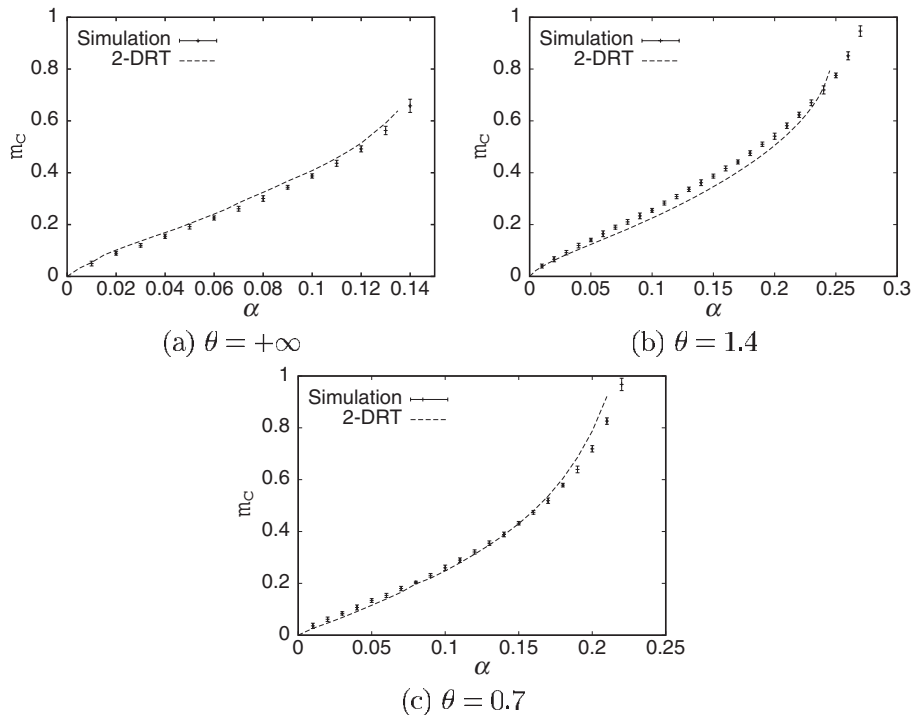 1
0.8
0.6
0.4
0.2
0
m_C
Simulation
2-DRT
0 0.02 0.04 0.06 0.08 0.1 0.12 0.14
α
(a) θ = +∞
1
0.8
0.6
0.4
0.2
0
m_C
Simulation
2-DRT
0 0.05 0.1 0.15 0.2 0.25 0.3
α
(b) θ = 1.4
1
0.8
0.6
0.4
0.2
0
m_C
Simulation
2-DRT
0 0.05 0.1 0.15 0.2 0.25
α
(c) θ = 0.7